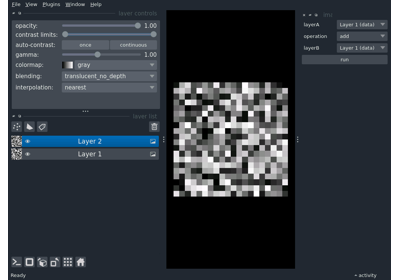 File View Plugins Window Help
layer controls
opacity: 1.00
contrast limits:
auto-contrast: once continuous
gamma: 1.00
colormap: gray
blending: translucent_no_depth
interpolation: nearest
layer list
Layer 2
Layer 1
layerA Layer 1 (data)
operation add
layerB Layer 1 (data)
run
Ready
activity